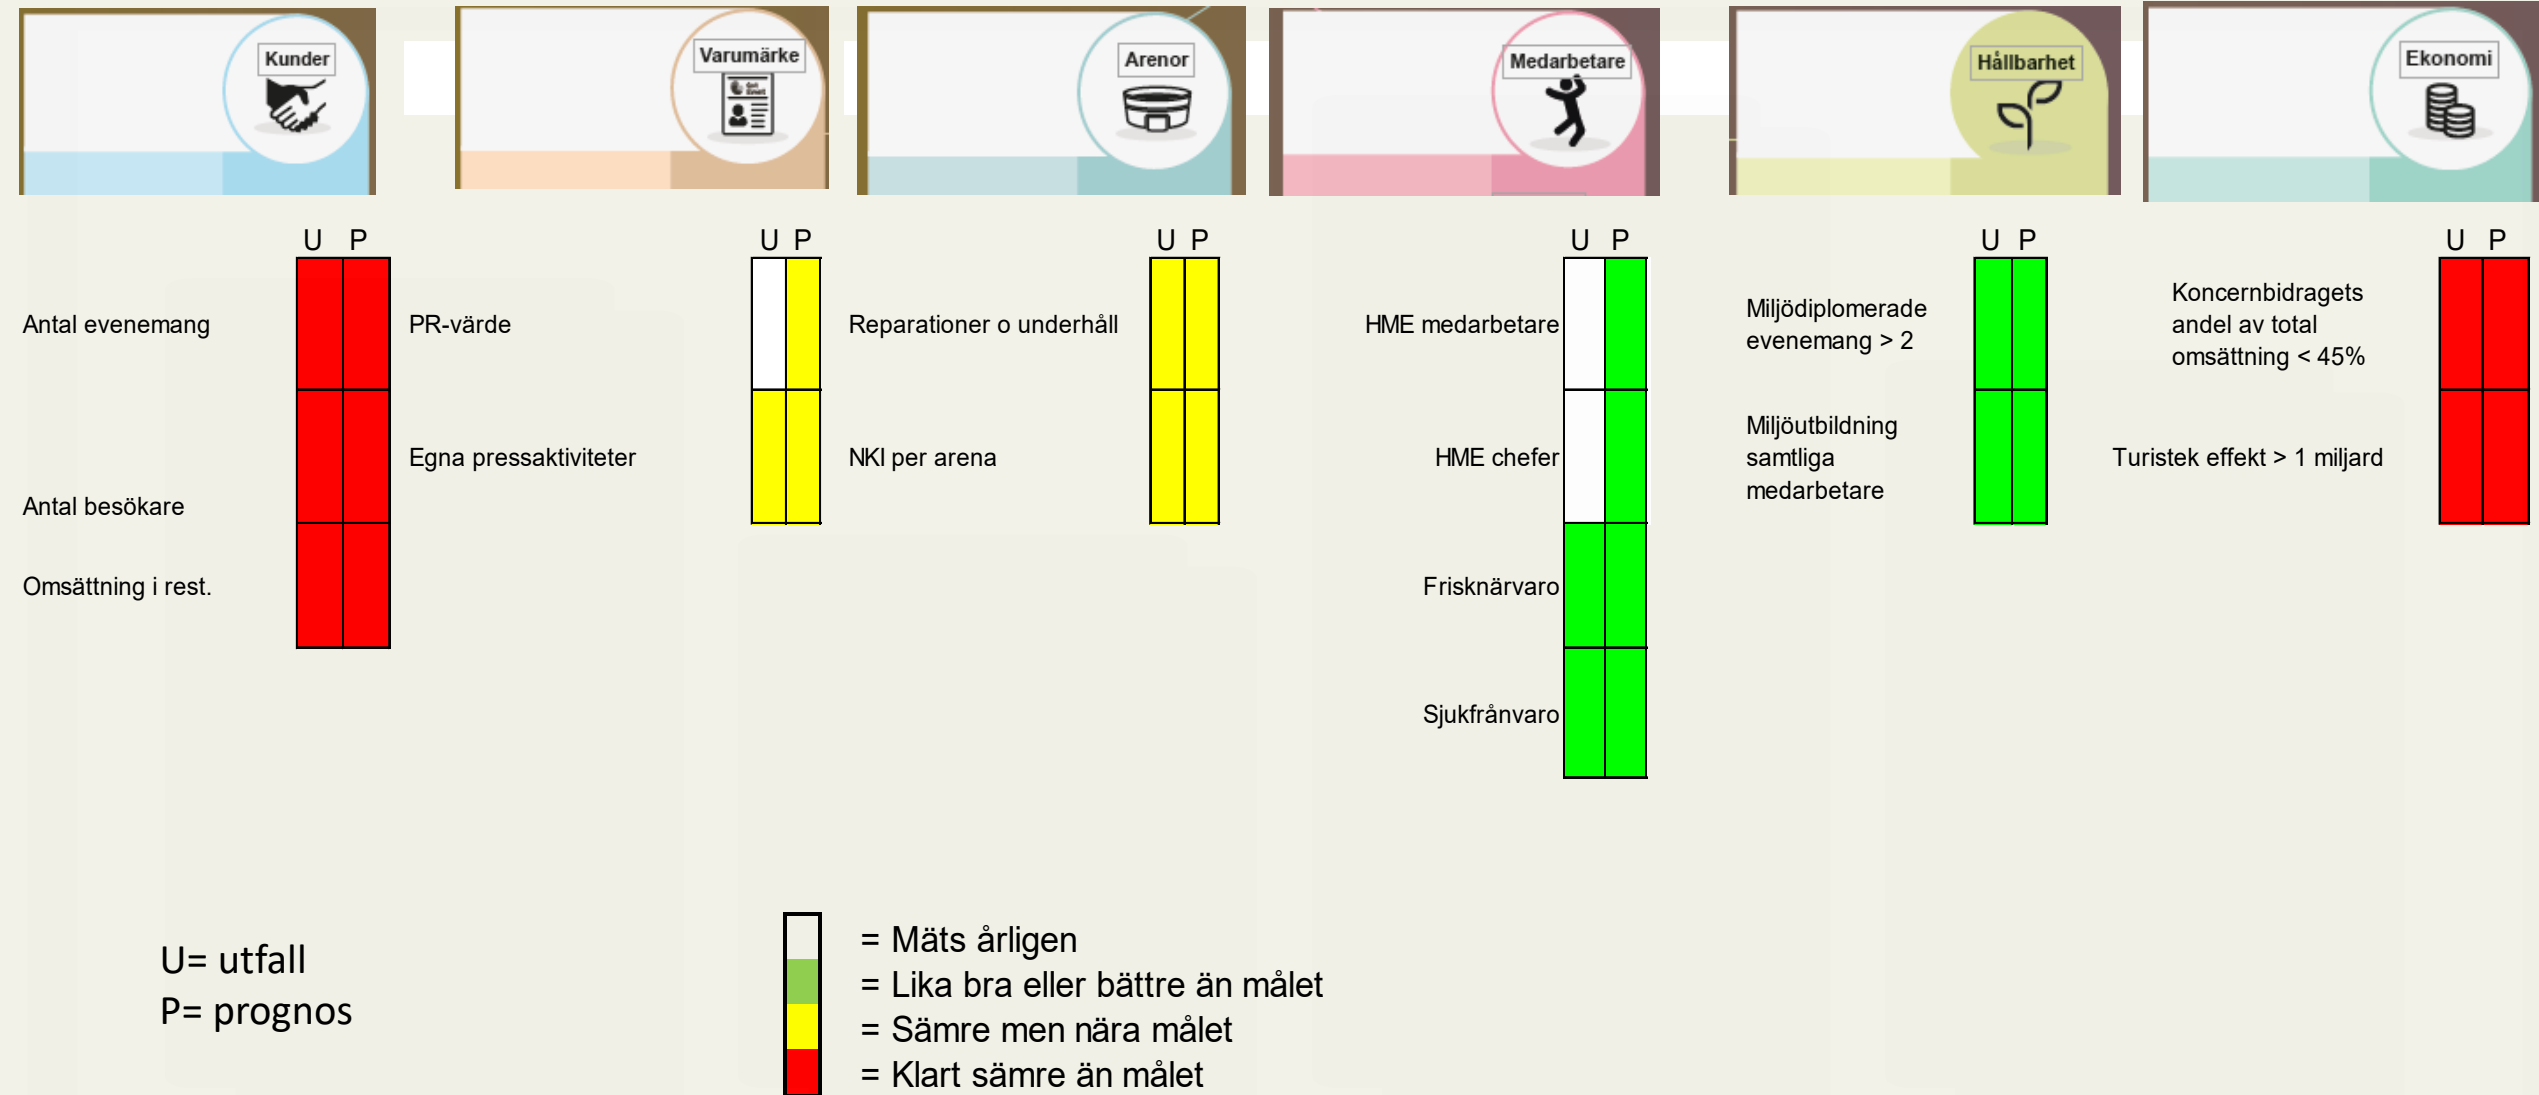 Kunder
Varumärke
Arenor
Medarbetare
Hållbarhet
Ekonomi
U P
U P
U P
U P
U P
U P
Antal evenemang
Antal besökare
Omsättning i rest.
PR-värde
Egna pressaktiviteter
Reparationer o underhåll
NKI per arena
HME medarbetare
HME chefer
Frisknärvaro
Sjukfrånvaro
Miljödiplomerade
evenemang > 2
Miljöutbildning
samtliga
medarbetare
Koncernbidragets
andel av total
omsättning < 45%
Turistek effekt > 1 miljard
U= utfall
P= prognos
= Mäts årligen
= Lika bra eller bättre än målet
= Sämre men nära målet
= Klart sämre än målet